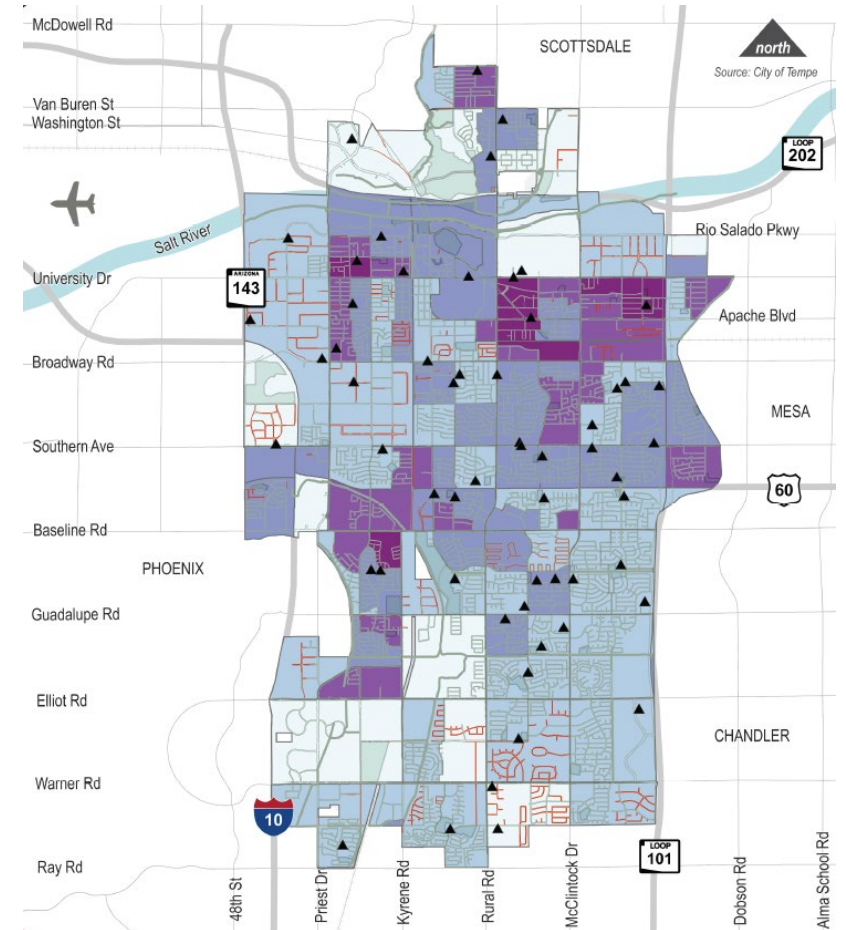 McDowell Rd
SCOTTSDALE
north
Source: City of Tempe
Van Buren St
Washington St
LOOP
202
Salt River
Rio Salado Pkwy
University Dr
ARIZONA
143
Apache Blvd
Broadway Rd
MESA
Southern Ave
60
Baseline Rd
PHOENIX
Guadalupe Rd
Elliot Rd
CHANDLER
Warner Rd
10
LOOP
101
Ray Rd
48th St
Priest Dr
Kyrene Rd
Rural Rd
McClintock Dr
Dobson Rd
Alma School Rd